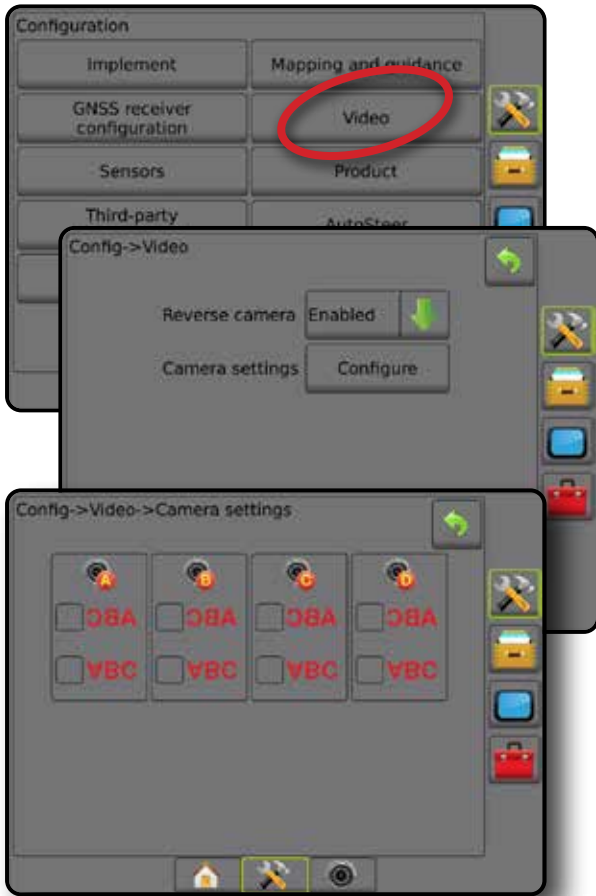 Configuration
Implement
Mapping and guidance
GNSS receiver
configuration
Video
Sensors
Product
Third-party
AutoSteer
Config->Video
Reverse camera
Enabled
Camera settings
Configure
Config->Video->Camera settings
A
B
C
D
ABC
ABC
ABC
ABC
ABC
ABC
ABC
ABC